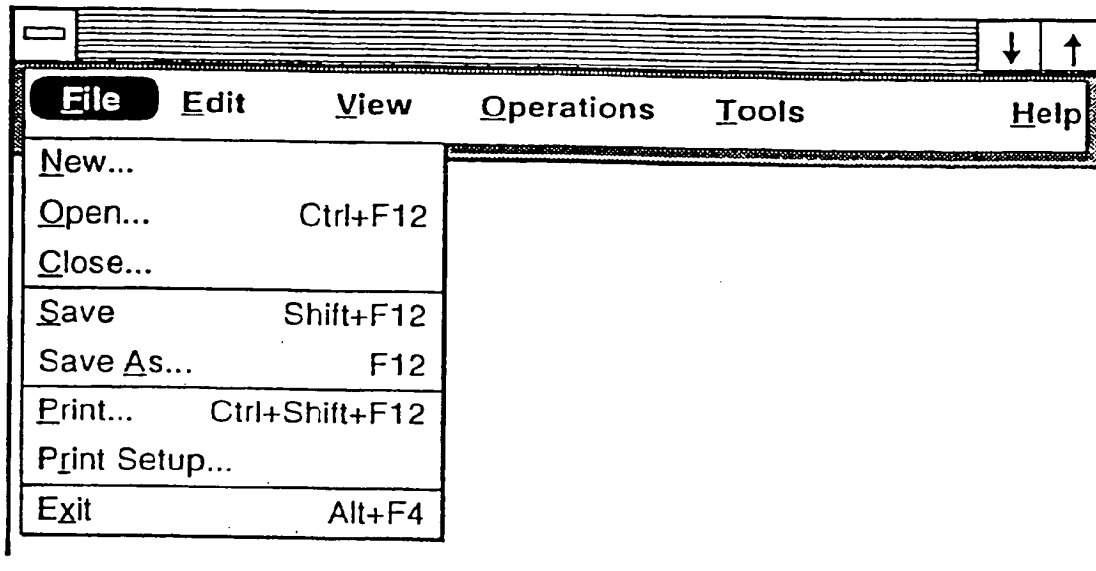 File Edit View Operations Tools Help
New...
Open... Ctrl+F12
Close...
Save Shift+F12
Save As... F12
Print... Ctrl+Shift+F12
Print Setup...
Exit Alt+F4